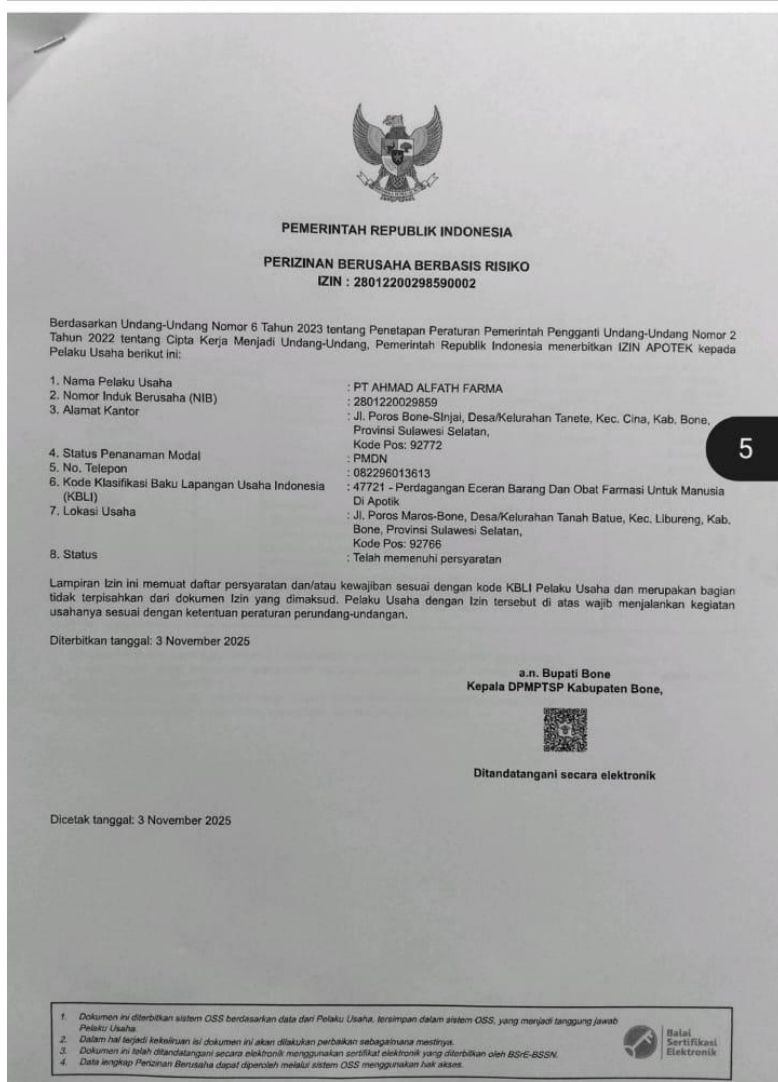 PEMERINTAH REPUBLIK INDONESIA
PERIZINAN BERUSAHA BERBASIS RISIKO
IZIN : 28012200298590002
Berdasarkan Undang-Undang Nomor 6 Tahun 2023 tentang Penetapan Peraturan Pemerintah Pengganti Undang-Undang Nomor 2
Tahun 2022 tentang Cipta Kerja Menjadi Undang-Undang, Pemerintah Republik Indonesia menerbitkan IZIN APOTEK kepada
Pelaku Usaha berikut ini:
1. Nama Pelaku Usaha : PT AHMAD ALFATH FARMA
2. Nomor Induk Berusaha (NIB) : 2801220029859
3. Alamat Kantor : Jl. Poros Bone-SInjai, Desa/Kelurahan Tanete, Kec. Cina, Kab. Bone,
Provinsi Sulawesi Selatan,
Kode Pos: 92772
4. Status Penanaman Modal : PMDN
5. No. Telepon : 082296013613
6. Kode Klasifikasi Baku Lapangan Usaha Indonesia : 47721 - Perdagangan Eceran Barang Dan Obat Farmasi Untuk Manusia
(KBLI) Di Apotik
7. Lokasi Usaha : Jl. Poros Maros-Bone, Desa/Kelurahan Tanah Batue, Kec. Libureng, Kab.
Bone, Provinsi Sulawesi Selatan,
Kode Pos: 92766
8. Status : Telah memenuhi persyaratan
5
Lampiran Izin ini memuat daftar persyaratan dan/atau kewajiban sesuai dengan kode KBLI Pelaku Usaha dan merupakan bagian
tidak terpisahkan dari dokumen Izin yang dimaksud. Pelaku Usaha dengan Izin tersebut di atas wajib menjalankan kegiatan
usahanya sesuai dengan ketentuan peraturan perundang-undangan.
Diterbitkan tanggal: 3 November 2025
a.n. Bupati Bone
Kepala DPMPTSP Kabupaten Bone,
Ditandatangani secara elektronik
Dicetak tanggal: 3 November 2025
1. Dokumen ini diterbitkan sistem OSS berdasarkan data dari Pelaku Usaha, tersimpan dalam sistem OSS, yang menjadi tanggung jawab
Pelaku Usaha.
2. Dalam hal terjadi kekeliruan isi dokumen ini akan dilakukan perbaikan sebagaimana mestinya.
3. Dokumen ini telah ditandatangani secara elektronik menggunakan sertifikat elektronik yang diterbitkan oleh BSrE-BSSN.
4. Data lengkap Perizinan Berusaha dapat diperoleh melalui sistem OSS menggunakan hak akses.
Balai
Sertifikasi
Elektronik